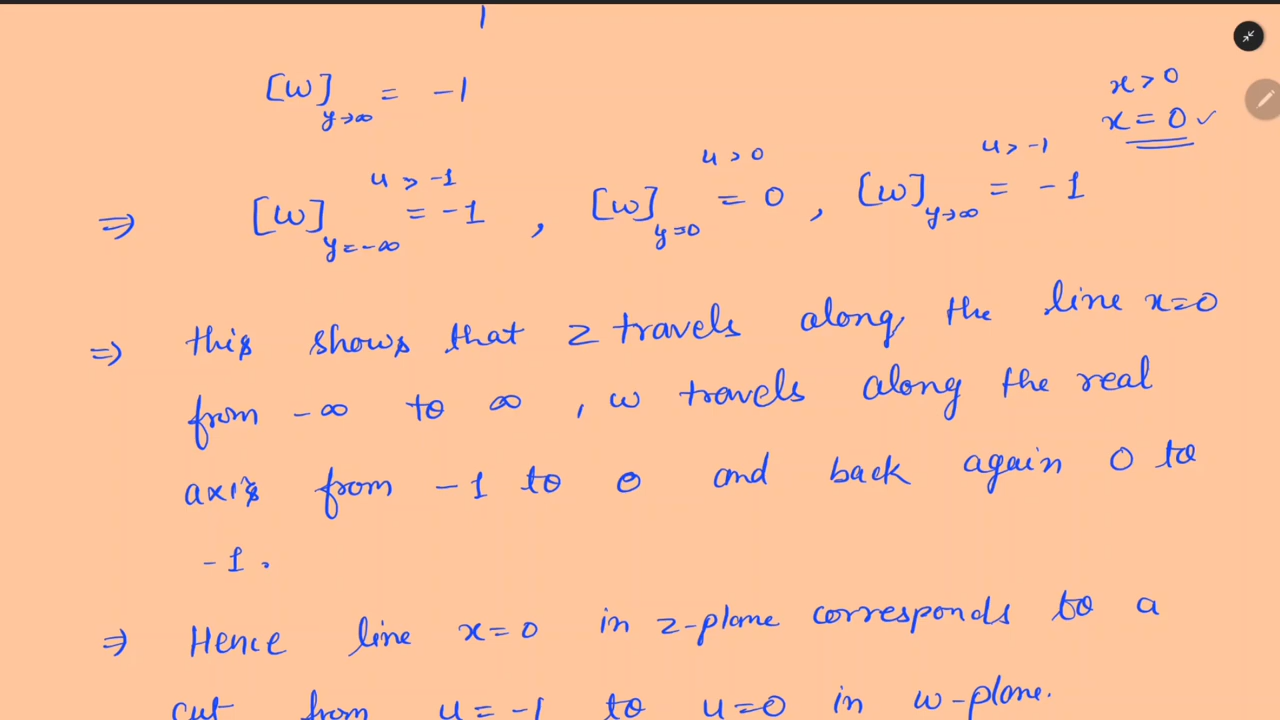 [w]y→∞ = -1
x > 0
x = 0 ✓
u > -1 u > 0 u > -1
⇒ [w]y=-∞ = -1 , [w]y=0 = 0 , [w]y→∞ = -1
⇒ this shows that z travels along the line x=0
from -∞ to ∞ , w travels along the real
axis from -1 to 0 and back again 0 to
-1 .
⇒ Hence line x=0 in z-plane corresponds to a
cut from u = -1 to u=0 in w-plane.